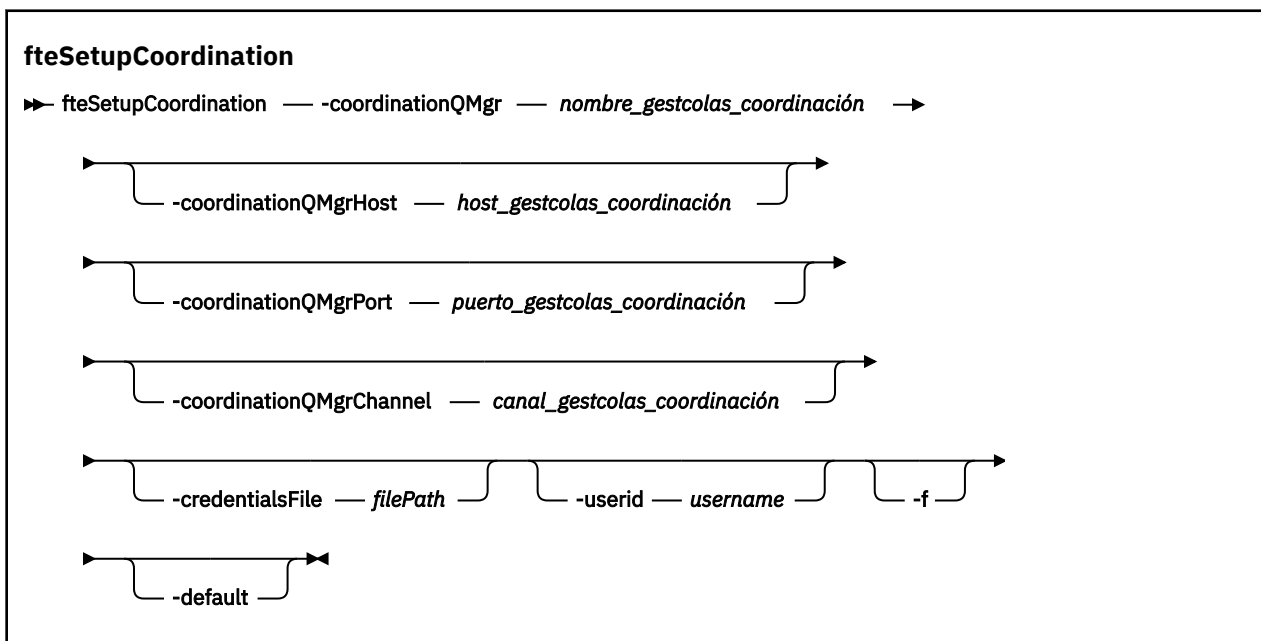 fteSetupCoordination
fteSetupCoordination -coordinationQMgr nombre_gestcolas_coordinación
-coordinationQMgrHost host_gestcolas_coordinación
-coordinationQMgrPort puerto_gestcolas_coordinación
-coordinationQMgrChannel canal_gestcolas_coordinación
-credentialsFile filePath -userid username -f
-default